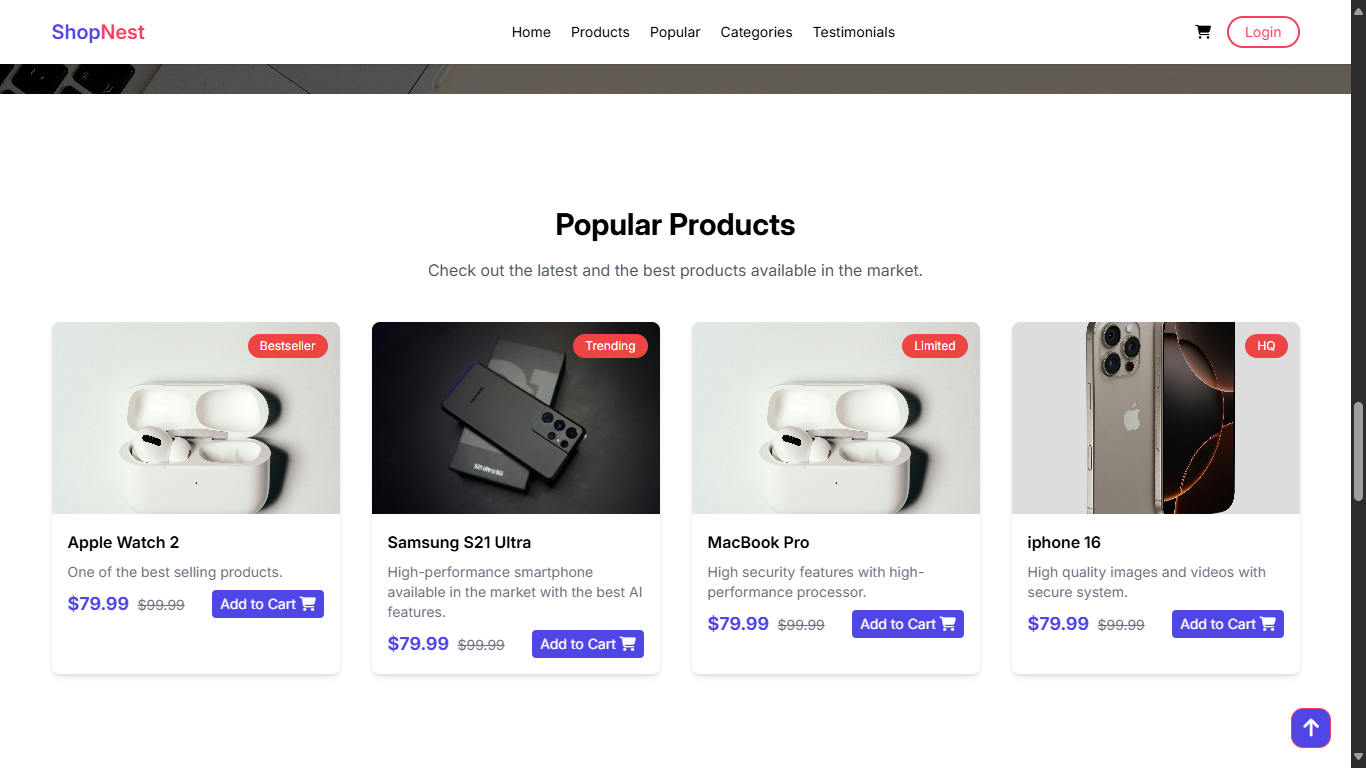 ShopNest
Home Products Popular Categories Testimonials
Login
Popular Products
Check out the latest and the best products available in the market.
Bestseller
Apple Watch 2
One of the best selling products.
$79.99 $99.99 Add to Cart
Trending
S21 Ultra 5G
Samsung S21 Ultra
High-performance smartphone
available in the market with the best AI
features.
$79.99 $99.99 Add to Cart
Limited
MacBook Pro
High security features with high-
performance processor.
$79.99 $99.99 Add to Cart
HQ
iphone 16
High quality images and videos with
secure system.
$79.99 $99.99 Add to Cart